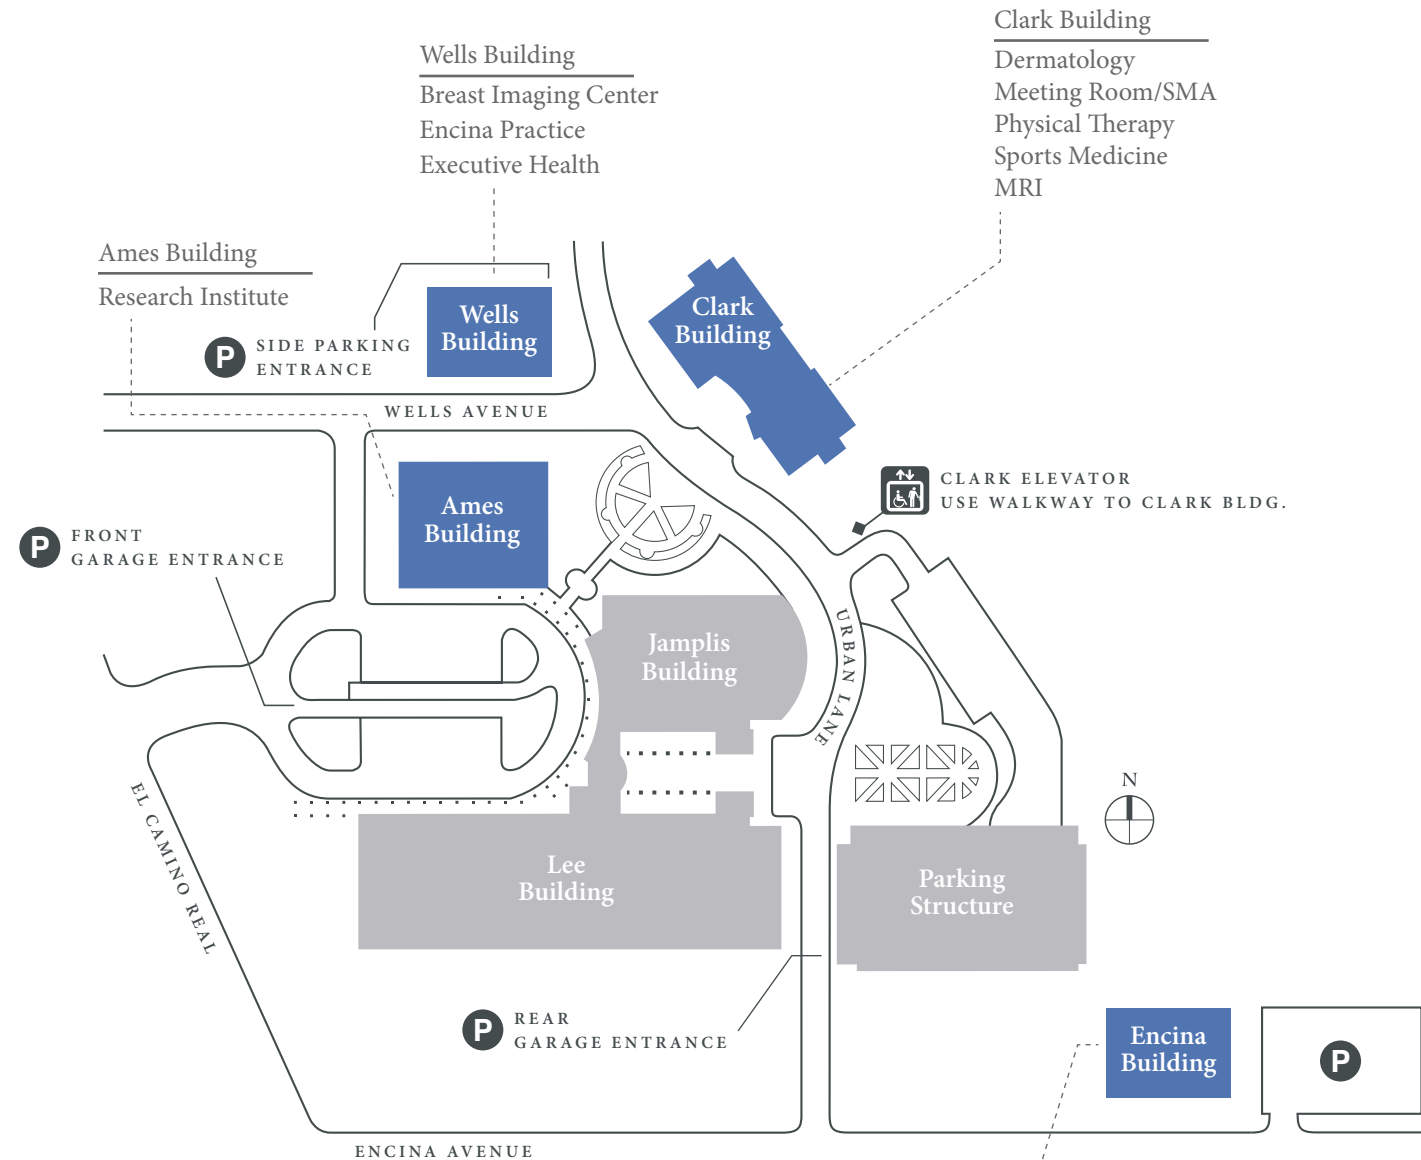 Clark Building
Dermatology
Meeting Room/SMA
Physical Therapy
Sports Medicine
MRI
Wells Building
Breast Imaging Center
Encina Practice
Executive Health
Ames Building
Research Institute
Wells
Building
Clark
Building
P
SIDE PARKING
ENTRANCE
WELLS AVENUE
Ames
Building
CLARK ELEVATOR
USE WALKWAY TO CLARK BLDG.
P
FRONT
GARAGE ENTRANCE
Jamplis
Building
URBAN LANE
N
EL CAMINO REAL
Lee
Building
Parking
Structure
P
REAR
GARAGE ENTRANCE
Encina
Building
P
ENCINA AVENUE